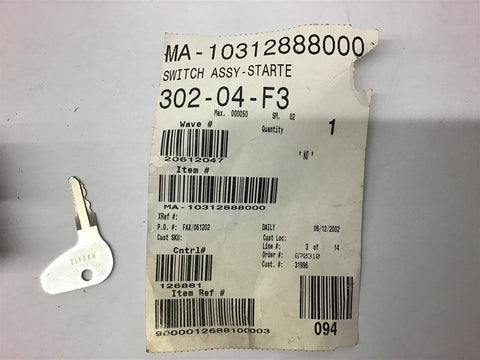 MA-10312888000
SWITCH ASSY-STARTE
302-04-F3
Max. 000050 SM. 02
Wave # Quantity 1
20612047
"NO"
Item #
MA-10312888000
XRef #:
P.O. #: FAX/061202 DAILY 06/12/2002
Cust SKU: Cust Loc:
Line #: 3 of 14
Cntrl# Order #: 670310
Cust. #: 31996
126881
Item Ref #
9000012688100003
094